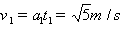 v₁ = a₁t₁ = √5 m / s